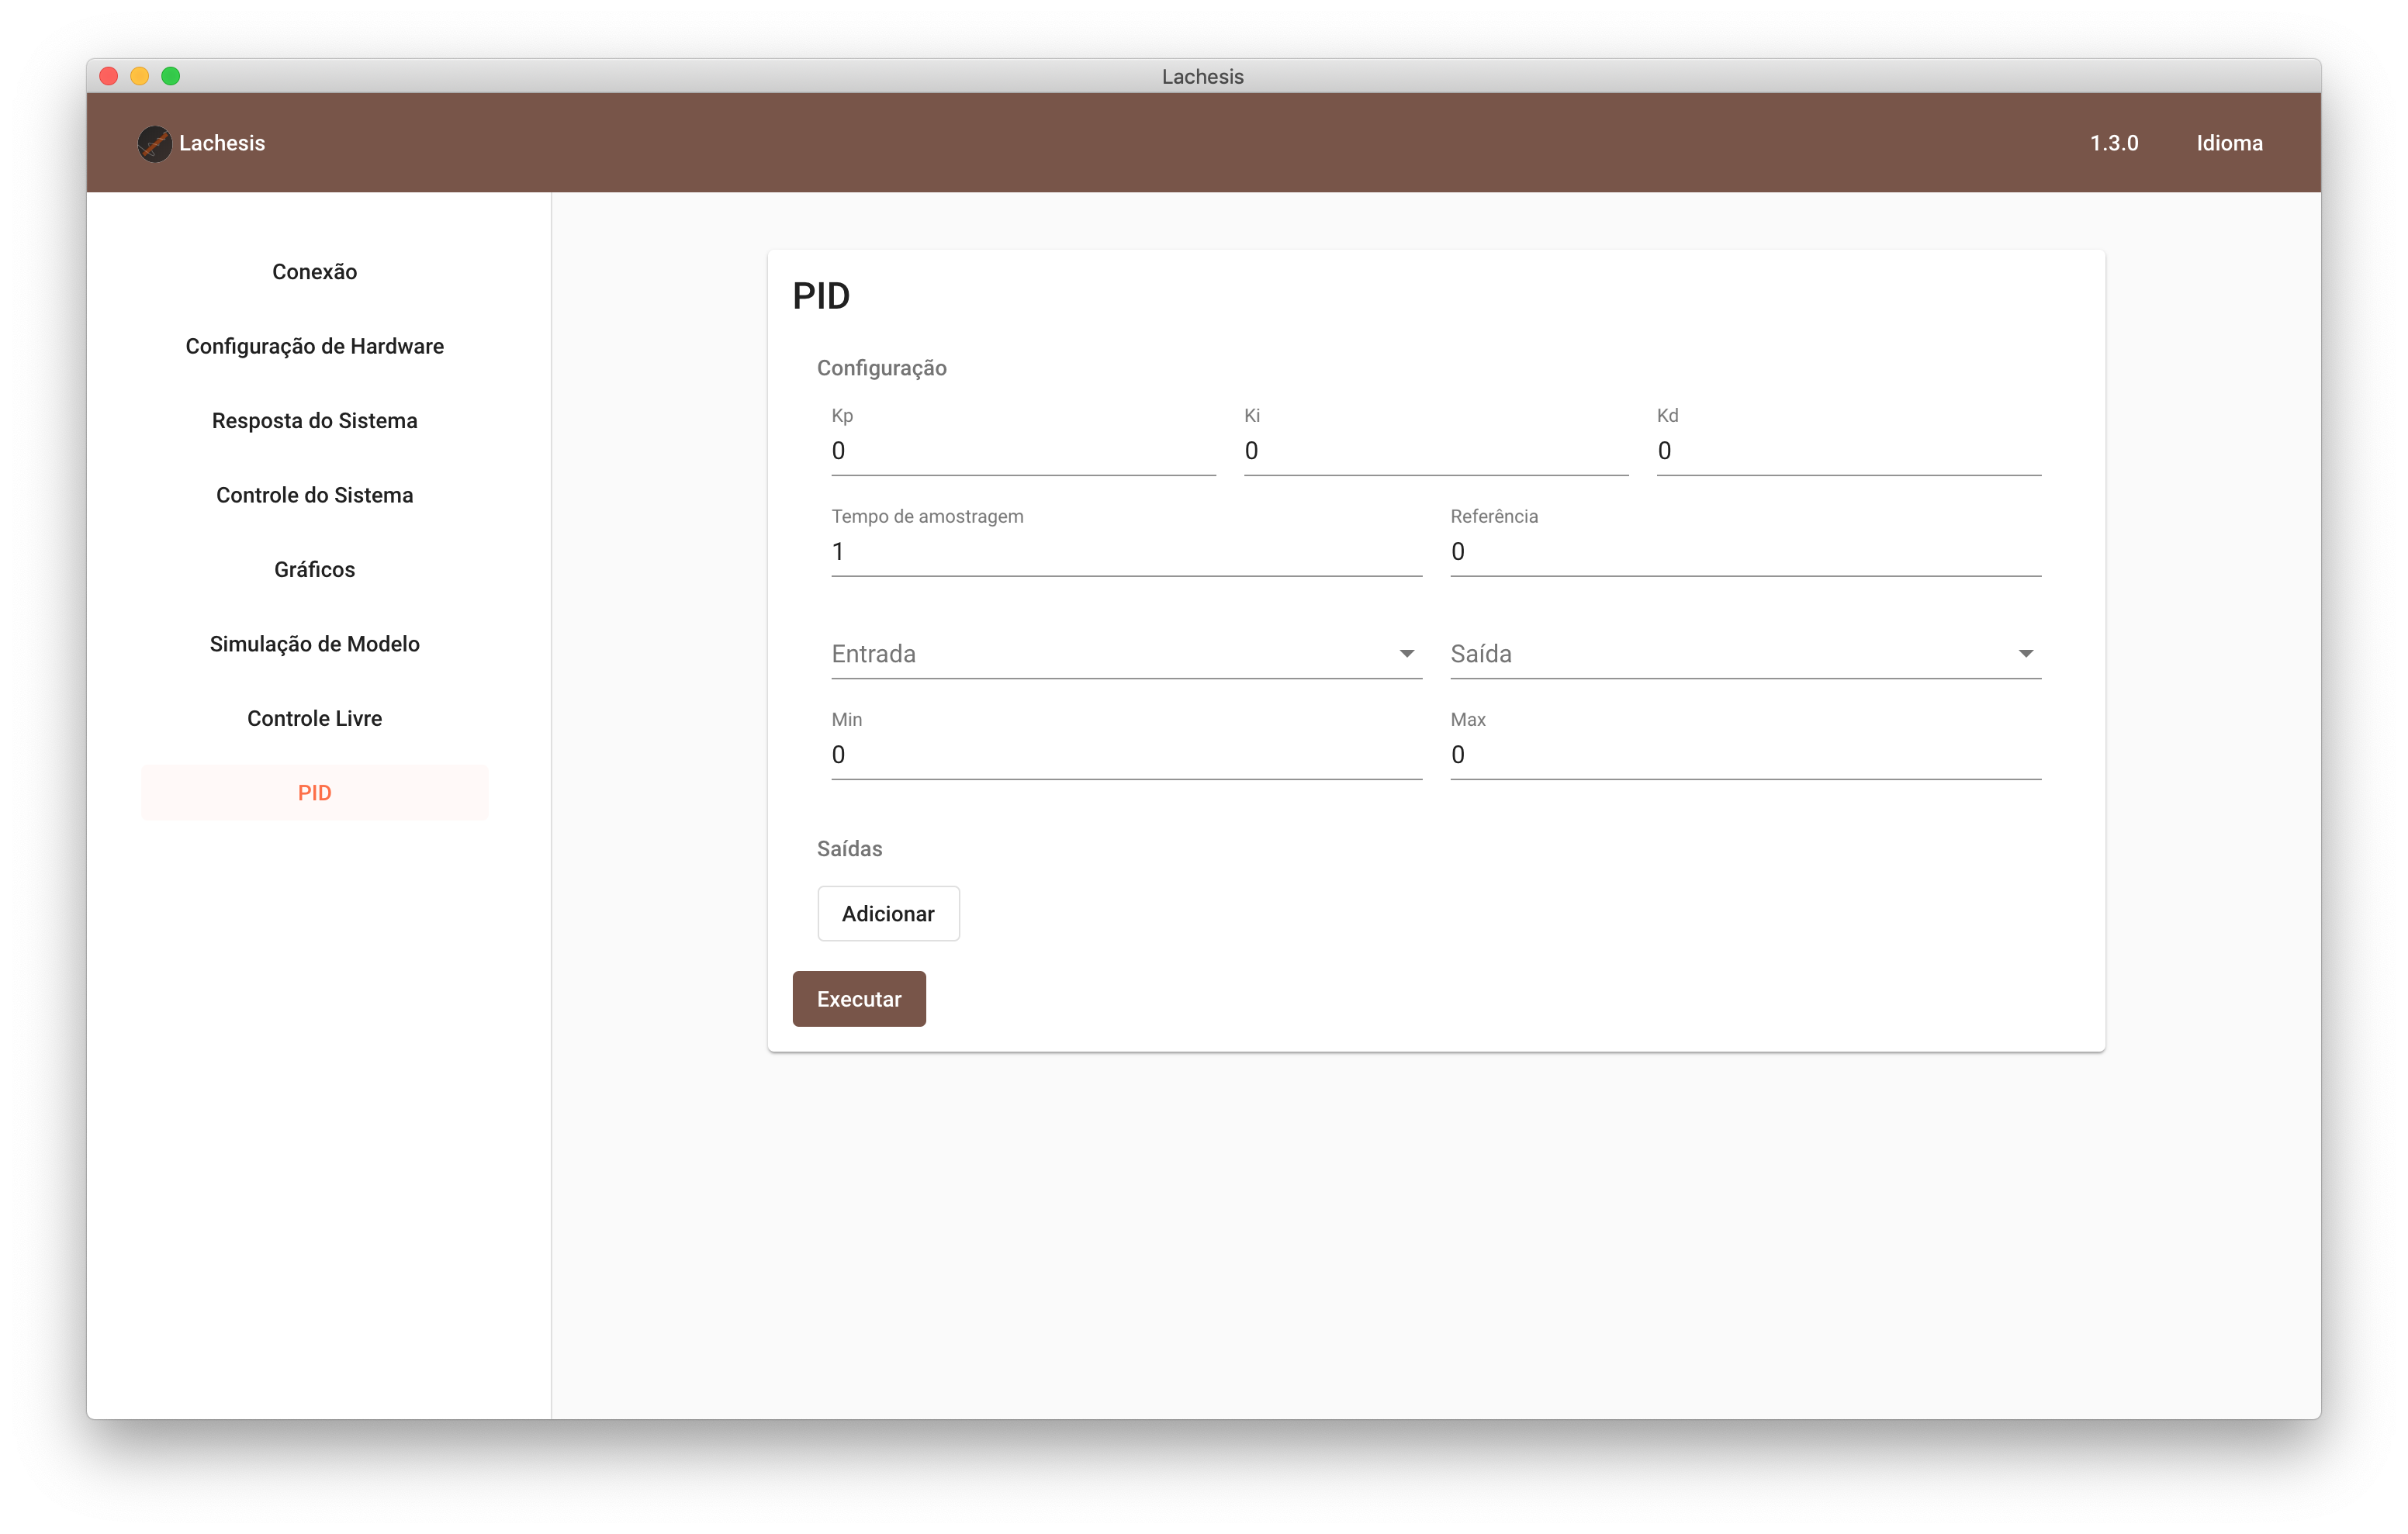 Lachesis
Lachesis
1.3.0 Idioma
Conexão
Configuração de Hardware
Resposta do Sistema
Controle do Sistema
Gráficos
Simulação de Modelo
Controle Livre
PID
PID
Configuração
Kp Ki Kd
0 0 0
Tempo de amostragem Referência
1 0
Entrada Saída
Min Max
0 0
Saídas
Adicionar
Executar